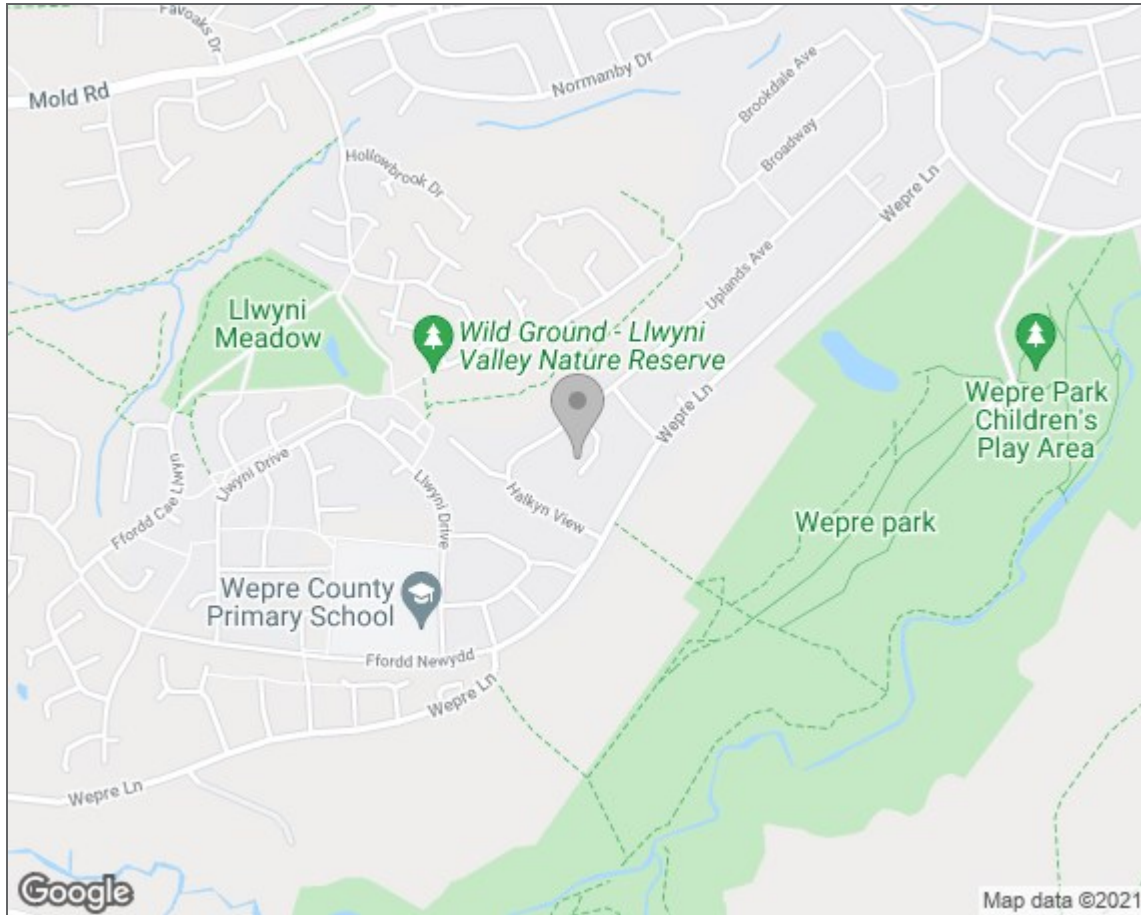 Favoaks Dr
Mold Rd
Normanby Dr
Brookdale Ave
Broadway
Hollowbrook Dr
Wepre Ln
Uplands Ave
Llwyni
Meadow
Wild Ground - Llwyni
Valley Nature Reserve
Wepre Park
Children's
Play Area
Wepre Ln
Llwyni Drive
Ffordd Cae Llwyn
Llwyni Drive
Halkyn View
Wepre park
Wepre County
Primary School
Ffordd Newydd
Wepre Ln
Wepre Ln
Google
Map data ©2021